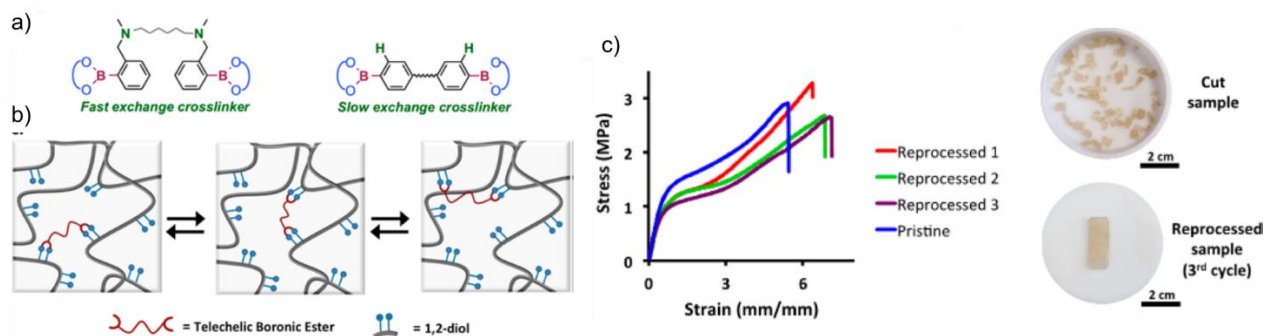 a)
N
N
H
H
O
B
O
O
B
O
O
B
O
O
B
O
Fast exchange crosslinker
Slow exchange crosslinker
b)
= Telechelic Boronic Ester
= 1,2-diol
c)
Stress (MPa)
3
2
1
0
0
3
6
Strain (mm/mm)
Reprocessed 1
Reprocessed 2
Reprocessed 3
Pristine
Cut
sample
2 cm
Reprocessed
sample
(3rd cycle)
2 cm